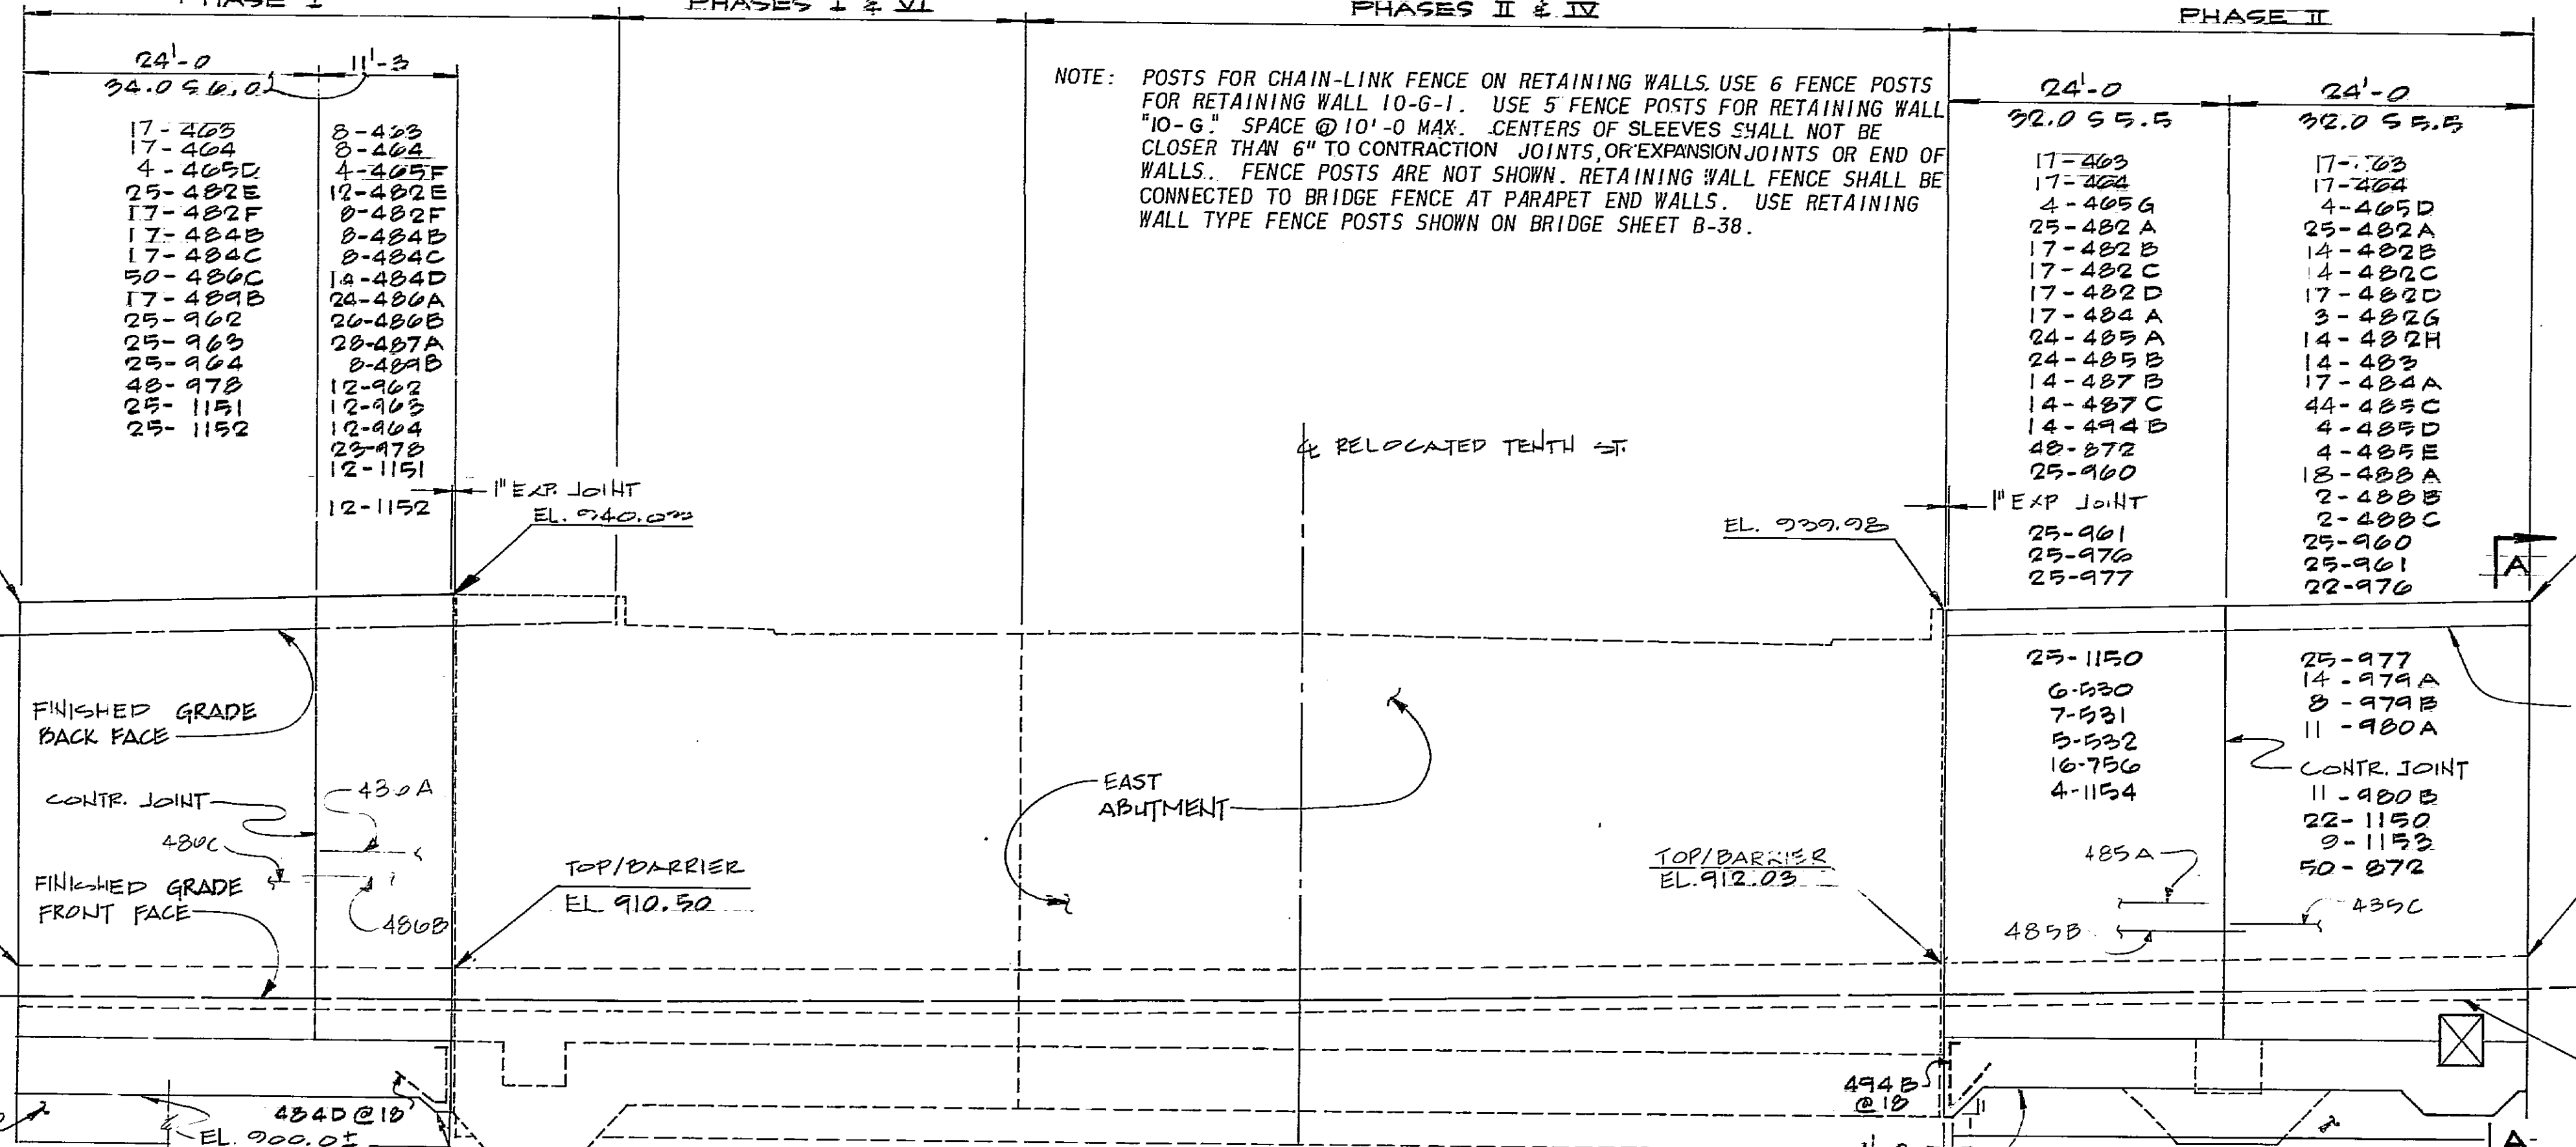 PHASE I
PHASES I & VI
PHASES II & IV
PHASE II
24'-0
11'-3
34.0 S 6.0
17-463
17-464
4-465D
25-482E
17-482F
17-484B
17-484C
50-486C
17-489B
25-962
25-963
25-964
48-978
25-1151
25-1152
8-463
8-464
4-465F
12-482E
8-482F
8-484B
8-484C
14-484D
24-486A
26-486B
28-487A
8-489B
12-962
12-963
12-964
23-978
12-1151
12-1152
NOTE: POSTS FOR CHAIN-LINK FENCE ON RETAINING WALLS. USE 6 FENCE POSTS
FOR RETAINING WALL 10-G-1. USE 5 FENCE POSTS FOR RETAINING WALL
"10-G." SPACE @ 10'-0 MAX. CENTERS OF SLEEVES SHALL NOT BE
CLOSER THAN 6" TO CONTRACTION JOINTS, OR EXPANSION JOINTS OR END OF
WALLS. FENCE POSTS ARE NOT SHOWN. RETAINING WALL FENCE SHALL BE
CONNECTED TO BRIDGE FENCE AT PARAPET END WALLS. USE RETAINING
WALL TYPE FENCE POSTS SHOWN ON BRIDGE SHEET B-38.
24'-0
32.0 S 5.5
24'-0
32.0 S 5.5
17-463
17-464
4-465G
25-482A
17-482B
17-482C
17-482D
17-484A
24-485A
24-485B
14-487B
14-487C
14-494B
48-872
25-960
1" EXP JOINT
25-961
25-976
25-977
17-463
17-464
4-465D
25-482A
14-482B
14-482C
17-482D
3-482G
14-482H
14-483
17-484A
44-485C
4-485D
4-485E
18-488A
2-488B
2-488C
25-960
25-961
22-976
A
1" EXP. JOINT
EL. 940.0
℄ RELOCATED TENTH ST.
EL. 939.98
FINISHED GRADE
BACK FACE
CONTR. JOINT
486A
486C
FINISHED GRADE
FRONT FACE
486B
TOP/BARRIER
EL. 910.50
EAST
ABUTMENT
TOP/BARRIER
EL. 912.03
25-1150
6-530
7-531
5-532
16-756
4-1154
25-977
14-979A
8-979B
11-980A
CONTR. JOINT
11-980B
22-1150
9-1153
50-872
485A
485B
485C
484D @ 18
EL. 900.0±
494B
@ 18
A